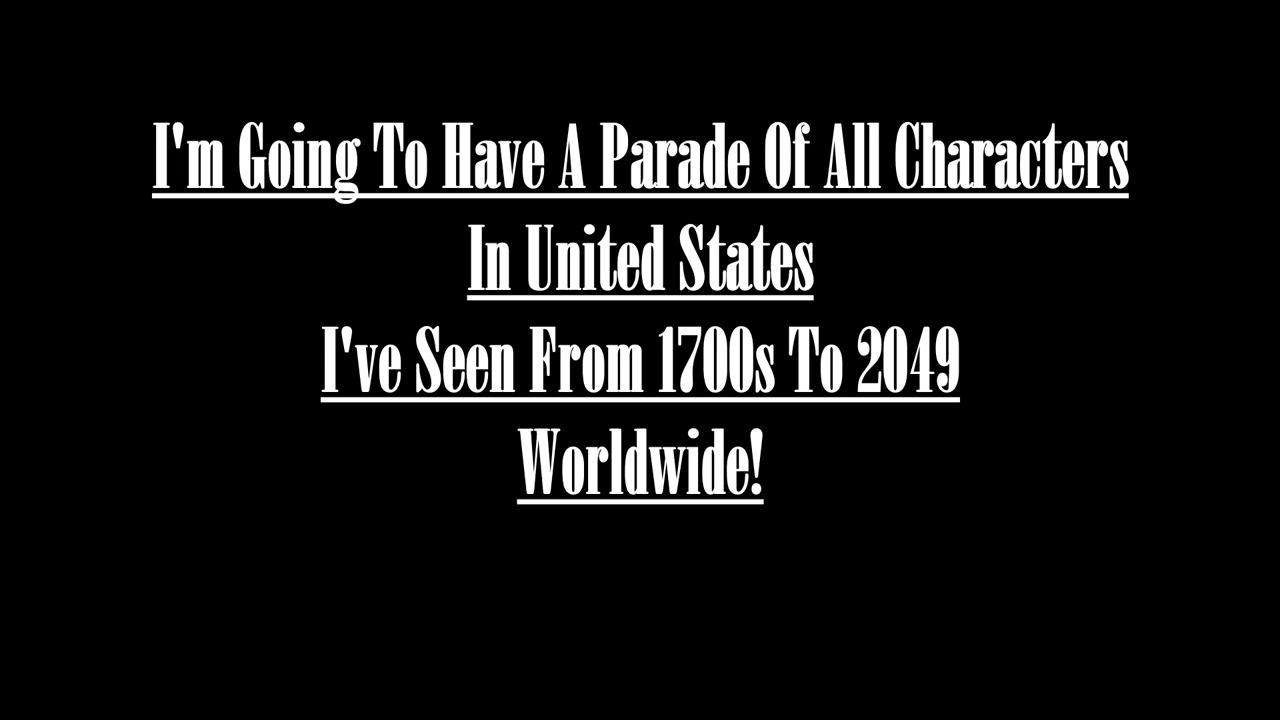 I'm Going To Have A Parade Of All Characters
In United States
I've Seen From 1700s To 2049
Worldwide!